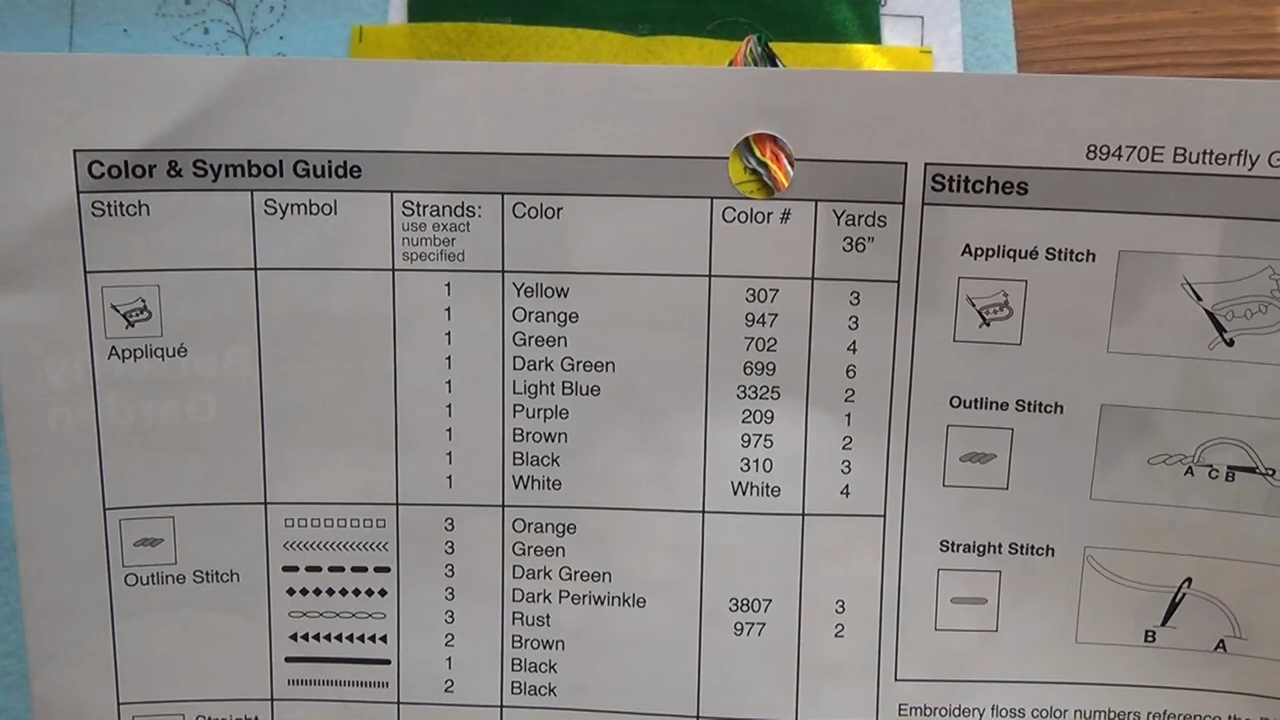 89470E Butterfly
Color & Symbol Guide
Stitch Symbol Strands: use exact number specified Color Color # Yards 36"
Appliqué
1 Yellow 307 3
1 Orange 947 3
1 Green 702 4
1 Dark Green 699 6
1 Light Blue 3325 2
1 Purple 209 1
1 Brown 975 2
1 Black 310 3
1 White White 4
Outline Stitch
3 Orange
3 Green
3 Dark Green
3 Dark Periwinkle 3807 3
3 Rust 977 2
2 Brown
1 Black
2 Black
Straight
Stitches
Appliqué Stitch
Outline Stitch
A C B
Straight Stitch
B A
Embroidery floss color numbers reference the